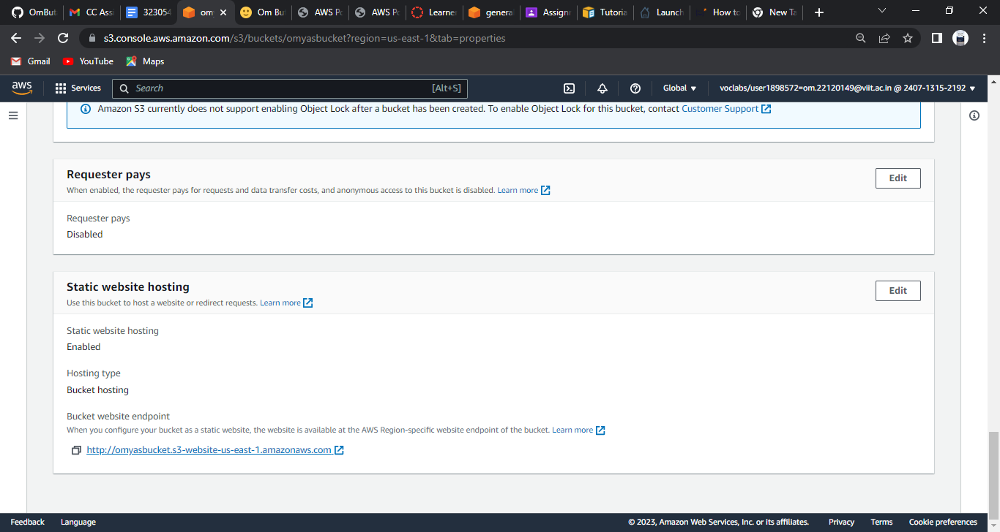 OmBut
CC Assi
32305
om
Om Bu
AWS Po
AWS Po
Learner
genera
Assignm
Tutoria
Launch
How to
New Ta
s3.console.aws.amazon.com/s3/buckets/omyasbucket?region=us-east-1&tab=properties
Gmail
YouTube
Maps
aws
Services
Search
[Alt+S]
Global
voclabs/user1898572=om.22120149@viit.ac.in @ 2407-1315-2192
Amazon S3 currently does not support enabling Object Lock after a bucket has been created. To enable Object Lock for this bucket, contact Customer Support
Requester pays
Edit
When enabled, the requester pays for requests and data transfer costs, and anonymous access to this bucket is disabled. Learn more
Requester pays
Disabled
Static website hosting
Edit
Use this bucket to host a website or redirect requests. Learn more
Static website hosting
Enabled
Hosting type
Bucket hosting
Bucket website endpoint
When you configure your bucket as a static website, the website is available at the AWS Region-specific website endpoint of the bucket. Learn more
http://omyasbucket.s3-website-us-east-1.amazonaws.com
Feedback
Language
© 2023, Amazon Web Services, Inc. or its affiliates.
Privacy
Terms
Cookie preferences